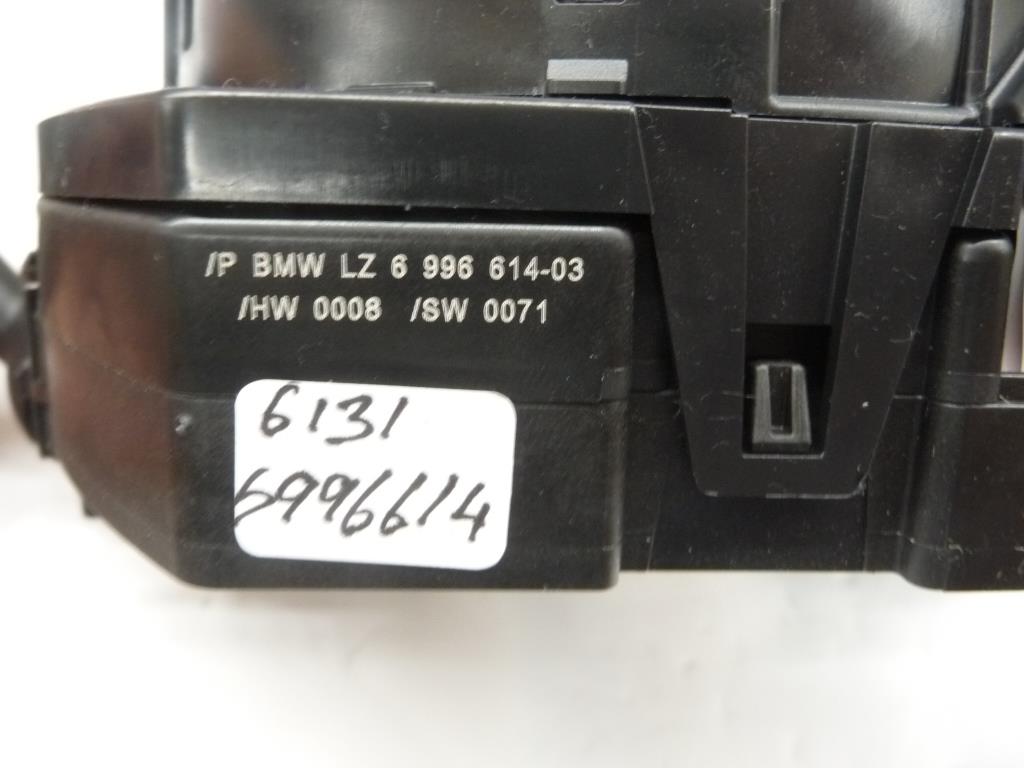 /P BMW LZ 6 996 614-03
/HW 0008 /SW 0071
6131
6996614